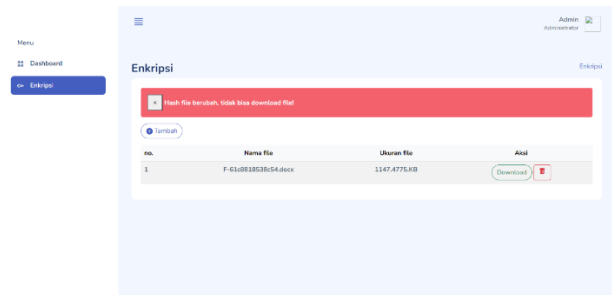 Admin
Administrator
Menu
Dashboard
Enkripsi
Enkripsi
Enkripsi
× Hash file berubah, tidak bisa download file!
Tambah
no. Nama file Ukuran file Aksi
1 F-61c8818538c54.docx 1147.4775.KB Download